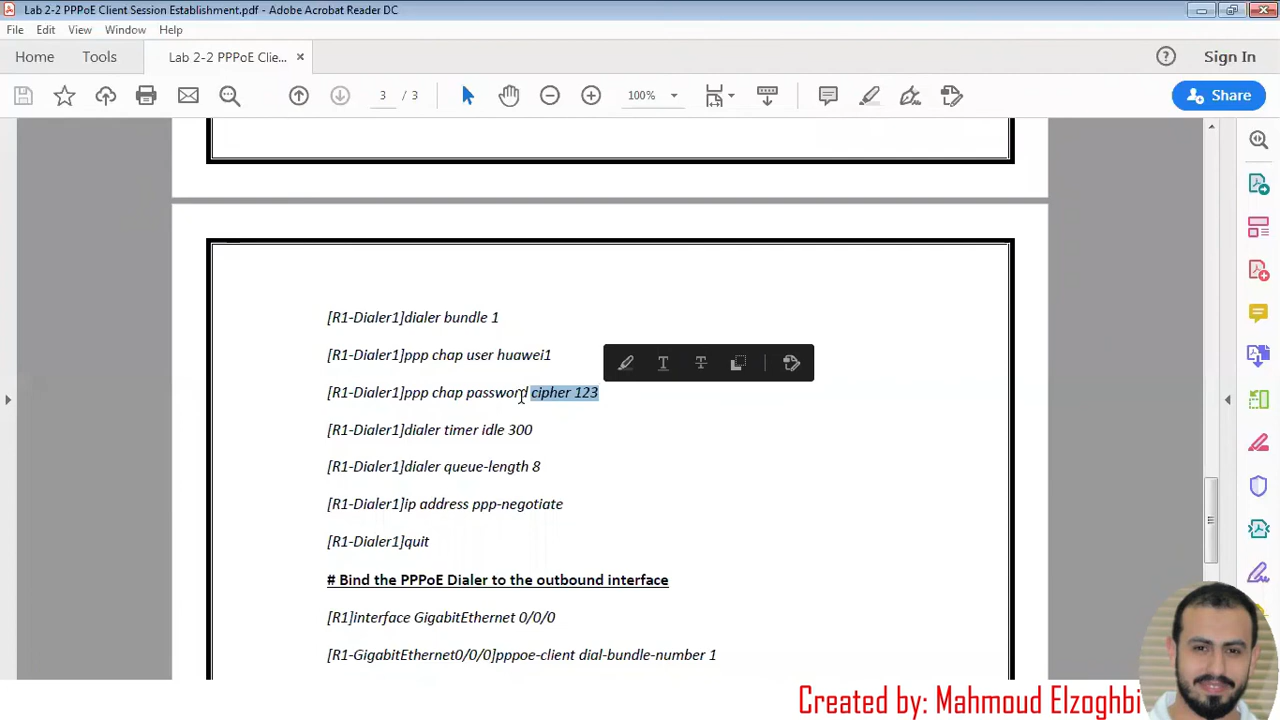 Lab 2-2 PPPoE Client Session Establishment.pdf - Adobe Acrobat Reader DC
File Edit View Window Help
Home Tools Lab 2-2 PPPoE Clie... × Sign In
3 / 3 100% Share
[R1-Dialer1]dialer bundle 1
[R1-Dialer1]ppp chap user huawei1
[R1-Dialer1]ppp chap password cipher 123
[R1-Dialer1]dialer timer idle 300
[R1-Dialer1]dialer queue-length 8
[R1-Dialer1]ip address ppp-negotiate
[R1-Dialer1]quit
# Bind the PPPoE Dialer to the outbound interface
[R1]interface GigabitEthernet 0/0/0
[R1-GigabitEthernet0/0/0]pppoe-client dial-bundle-number 1
Created by: Mahmoud Elzoghbi